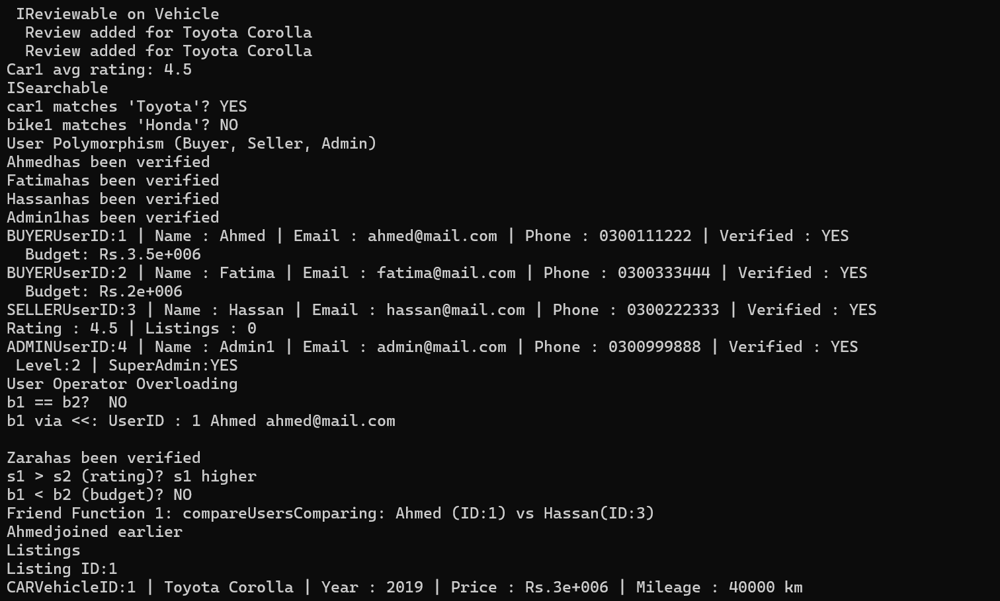 IReviewable on Vehicle
Review added for Toyota Corolla
Review added for Toyota Corolla
Car1 avg rating: 4.5
ISearchable
car1 matches 'Toyota'? YES
bike1 matches 'Honda'? NO
User Polymorphism (Buyer, Seller, Admin)
Ahmedhas been verified
Fatimahas been verified
Hassanhas been verified
Admin1has been verified
BUYERUserID:1 | Name : Ahmed | Email : ahmed@mail.com | Phone : 0300111222 | Verified : YES
Budget: Rs.3.5e+006
BUYERUserID:2 | Name : Fatima | Email : fatima@mail.com | Phone : 0300333444 | Verified : YES
Budget: Rs.2e+006
SELLERUserID:3 | Name : Hassan | Email : hassan@mail.com | Phone : 0300222333 | Verified : YES
Rating : 4.5 | Listings : 0
ADMINUserID:4 | Name : Admin1 | Email : admin@mail.com | Phone : 0300999888 | Verified : YES
Level:2 | SuperAdmin:YES
User Operator Overloading
b1 == b2?  NO
b1 via <<: UserID : 1 Ahmed ahmed@mail.com
Zarahas been verified
s1 > s2 (rating)? s1 higher
b1 < b2 (budget)? NO
Friend Function 1: compareUsersComparing: Ahmed (ID:1) vs Hassan(ID:3)
Ahmedjoined earlier
Listings
Listing ID:1
CARVehicleID:1 | Toyota Corolla | Year : 2019 | Price : Rs.3e+006 | Mileage : 40000 km